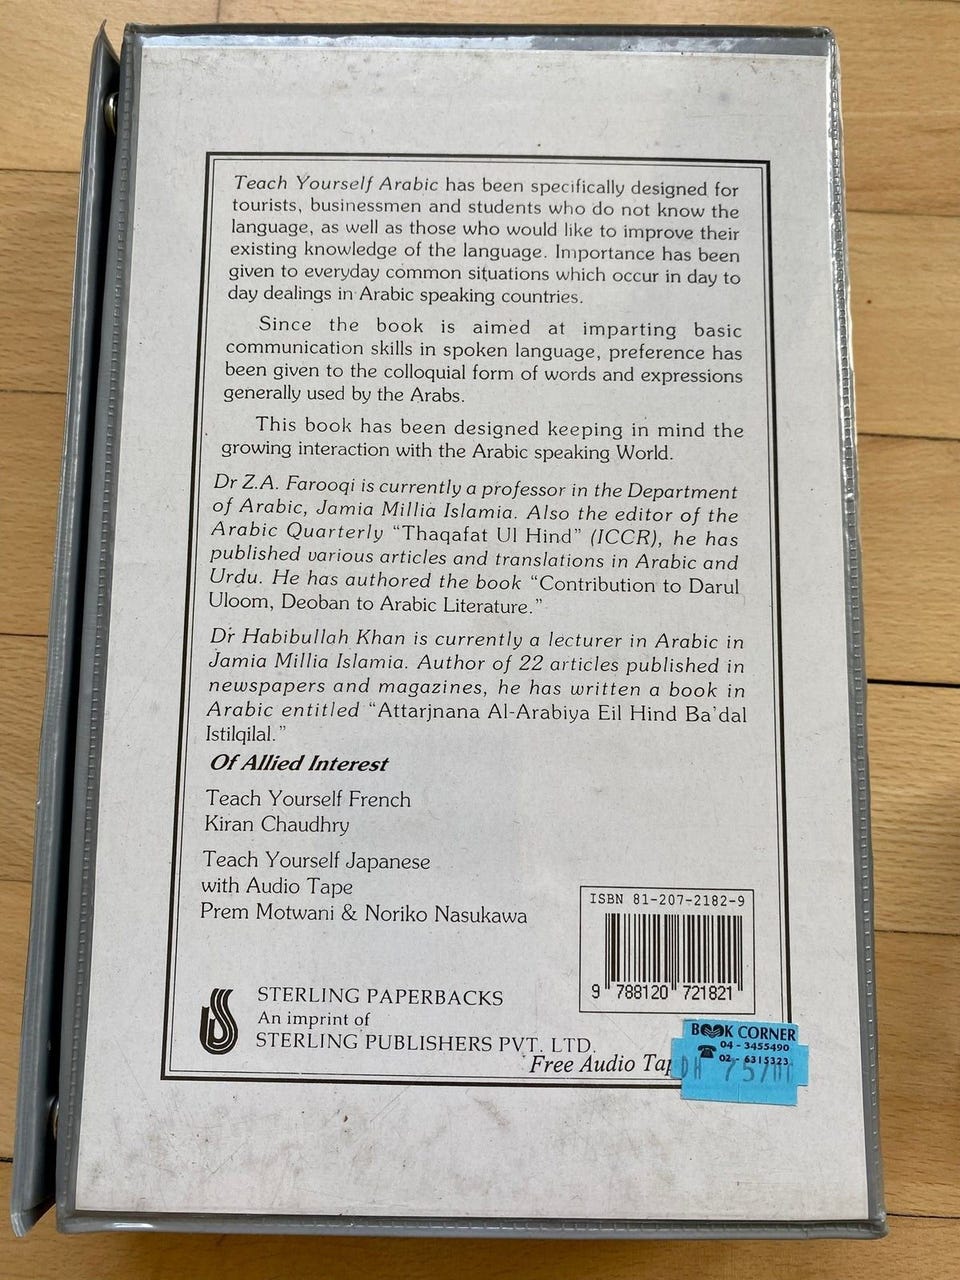 Teach Yourself Arabic has been specifically designed for
tourists, businessmen and students who do not know the
language, as well as those who would like to improve their
existing knowledge of the language. Importance has been
given to everyday common situations which occur in day to
day dealings in Arabic speaking countries.
Since the book is aimed at imparting basic
communication skills in spoken language, preference has
been given to the colloquial form of words and expressions
generally used by the Arabs.
This book has been designed keeping in mind the
growing interaction with the Arabic speaking World.
Dr Z.A. Farooqi is currently a professor in the Department
of Arabic, Jamia Millia Islamia. Also the editor of the
Arabic Quarterly “Thaqafat Ul Hind” (ICCR), he has
published various articles and translations in Arabic and
Urdu. He has authored the book “Contribution to Darul
Uloom, Deoban to Arabic Literature.”
Dr Habibullah Khan is currently a lecturer in Arabic in
Jamia Millia Islamia. Author of 22 articles published in
newspapers and magazines, he has written a book in
Arabic entitled “Attarjnana Al-Arabiya Eil Hind Ba'dal
Istilqilal.”
Of Allied Interest
Teach Yourself French
Kiran Chaudhry
Teach Yourself Japanese
with Audio Tape
Prem Motwani & Noriko Nasukawa
ISBN 81-207-2182-9
9 788120 721821
STERLING PAPERBACKS
An imprint of
STERLING PUBLISHERS PVT. LTD.
Free Audio
BOOK CORNER
04 - 3455490
02 - 6315323
DH